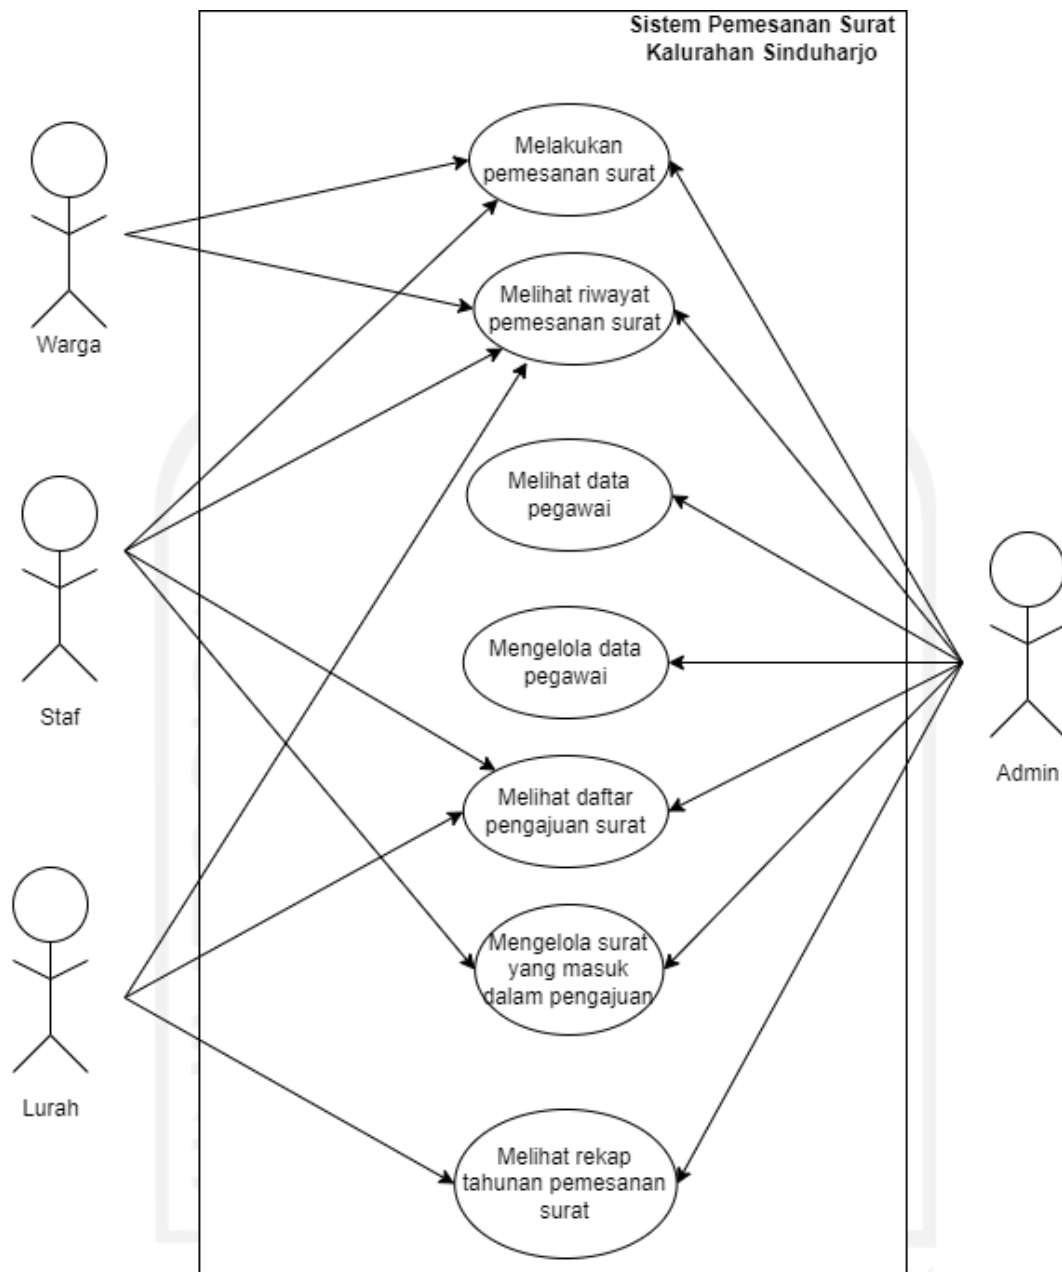 Sistem Pemesanan Surat
Kalurahan Sinduharjo
Melakukan
pemesanan surat
Melihat riwayat
pemesanan surat
Warga
Melihat data
pegawai
Staf
Mengelola data
pegawai
Admin
Melihat daftar
pengajuan surat
Mengelola surat
yang masuk
dalam pengajuan
Lurah
Melihat rekap
tahunan pemesanan
surat